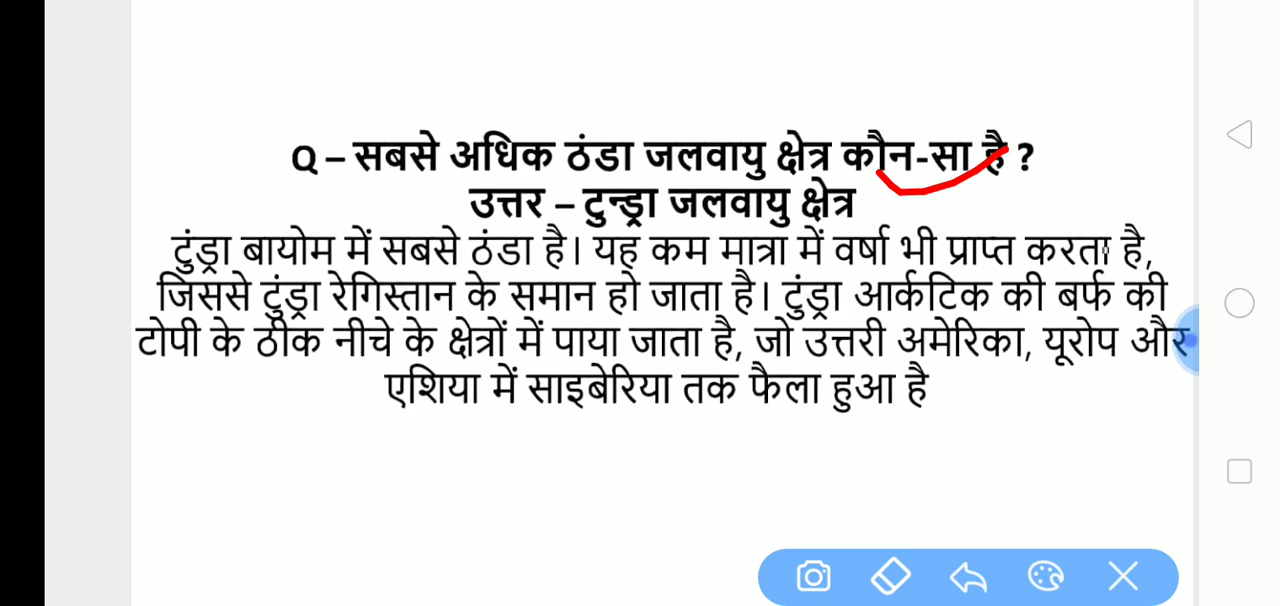 Q – सबसे अधिक ठंडा जलवायु क्षेत्र कौन-सा है ?
उत्तर – टुन्ड्रा जलवायु क्षेत्र
टुंड्रा बायोम में सबसे ठंडा है। यह कम मात्रा में वर्षा भी प्राप्त करता है,
जिससे टुंड्रा रेगिस्तान के समान हो जाता है। टुंड्रा आर्कटिक की बर्फ की
टोपी के ठीक नीचे के क्षेत्रों में पाया जाता है, जो उत्तरी अमेरिका, यूरोप और
एशिया में साइबेरिया तक फैला हुआ है